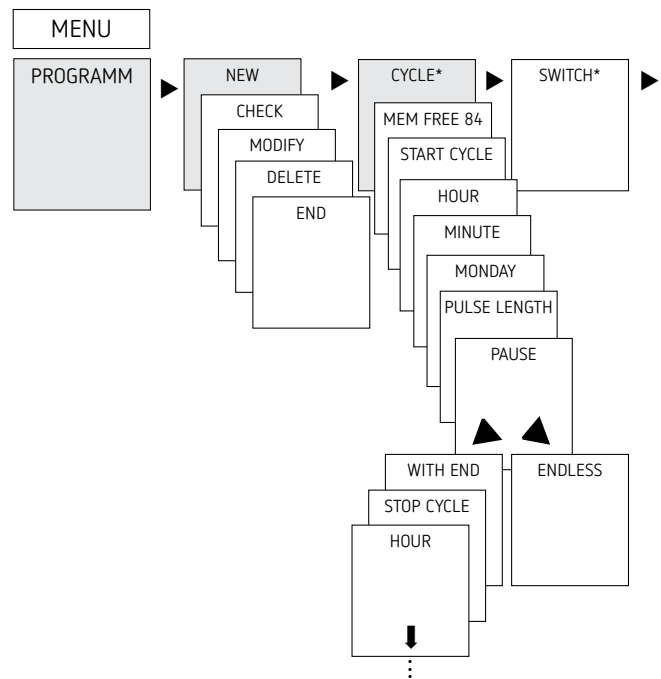 MENU
PROGRAMM
NEW
CHECK
MODIFY
DELETE
END
CYCLE*
MEM FREE 84
START CYCLE
HOUR
MINUTE
MONDAY
PULSE LENGTH
PAUSE
WITH END
STOP CYCLE
HOUR
ENDLESS
SWITCH*